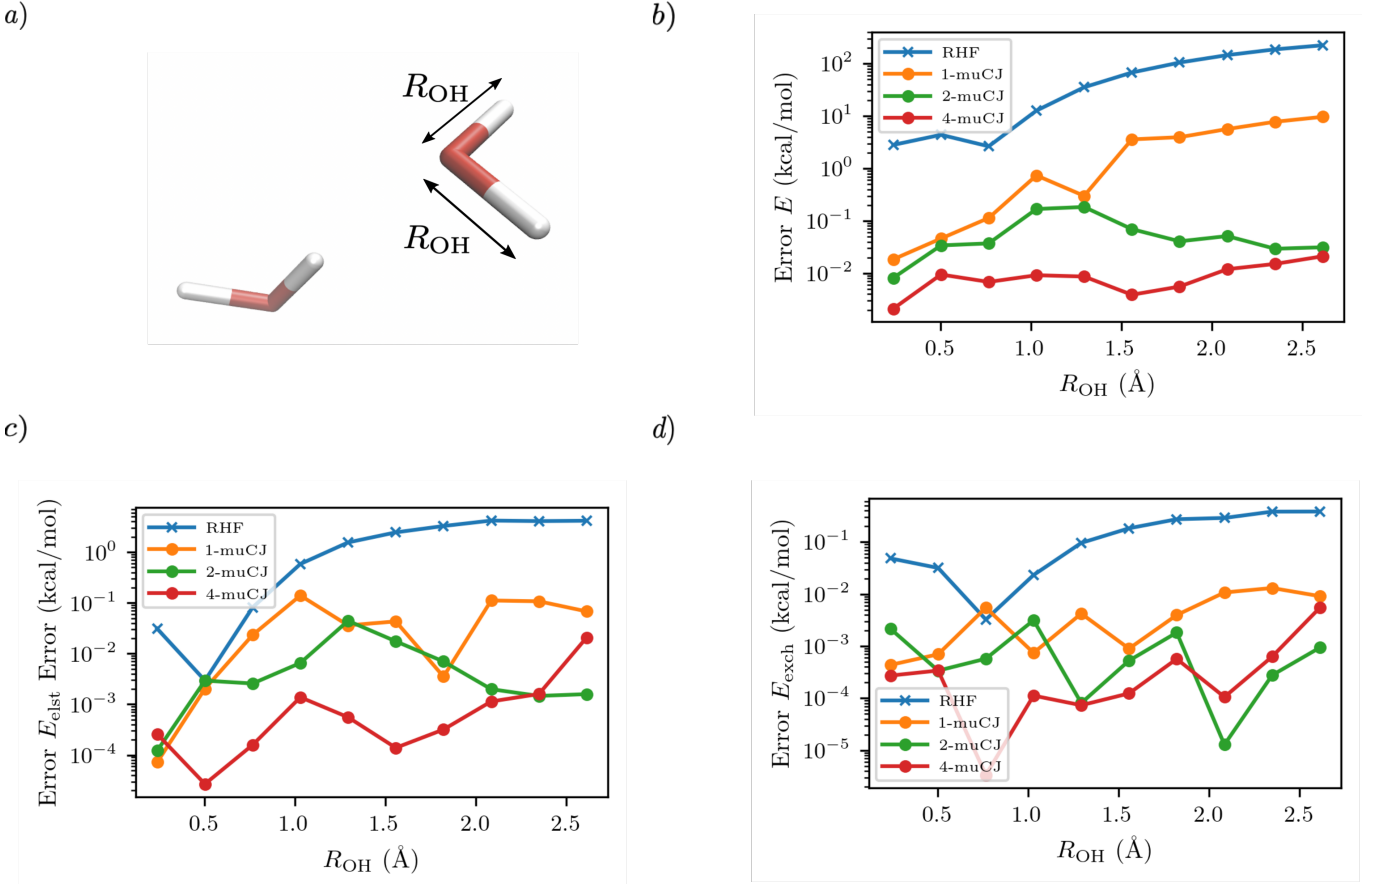 a)
R_OH
R_OH
b)
Error E (kcal/mol)
10^2
10^1
10^0
10^-1
10^-2
RHF
1-muCJ
2-muCJ
4-muCJ
0.5 1.0 1.5 2.0 2.5
R_OH (Å)
c)
Error E_elst Error (kcal/mol)
10^0
10^-1
10^-2
10^-3
10^-4
RHF
1-muCJ
2-muCJ
4-muCJ
0.5 1.0 1.5 2.0 2.5
R_OH (Å)
d)
Error E_exch (kcal/mol)
10^-1
10^-2
10^-3
10^-4
10^-5
RHF
1-muCJ
2-muCJ
4-muCJ
0.5 1.0 1.5 2.0 2.5
R_OH (Å)